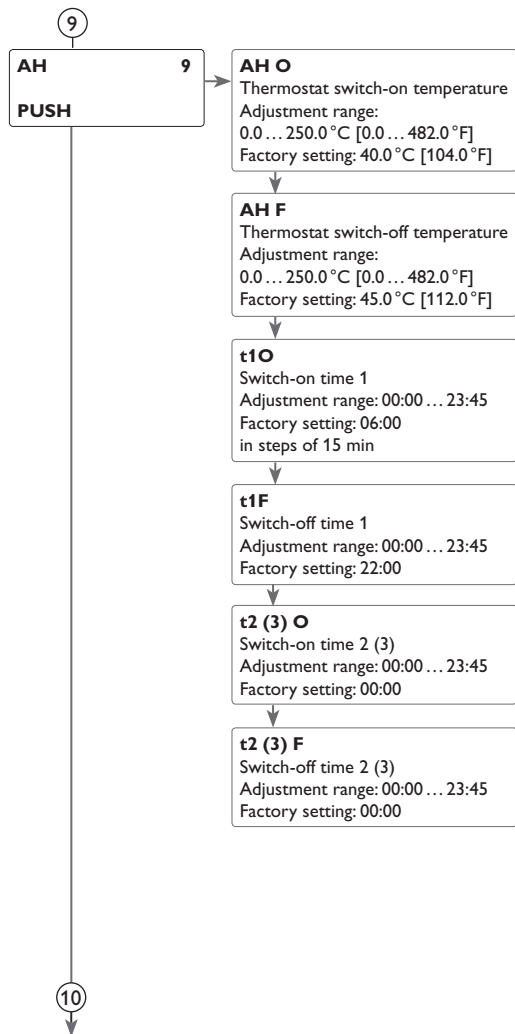 9
AH 9
PUSH
AH O
Thermostat switch-on temperature
Adjustment range:
0.0 … 250.0 °C [0.0 … 482.0 °F]
Factory setting: 40.0 °C [104.0 °F]
AH F
Thermostat switch-off temperature
Adjustment range:
0.0 … 250.0 °C [0.0 … 482.0 °F]
Factory setting: 45.0 °C [112.0 °F]
t1O
Switch-on time 1
Adjustment range: 00:00 … 23:45
Factory setting: 06:00
in steps of 15 min
t1F
Switch-off time 1
Adjustment range: 00:00 … 23:45
Factory setting: 22:00
t2 (3) O
Switch-on time 2 (3)
Adjustment range: 00:00 … 23:45
Factory setting: 00:00
t2 (3) F
Switch-off time 2 (3)
Adjustment range: 00:00 … 23:45
Factory setting: 00:00
10